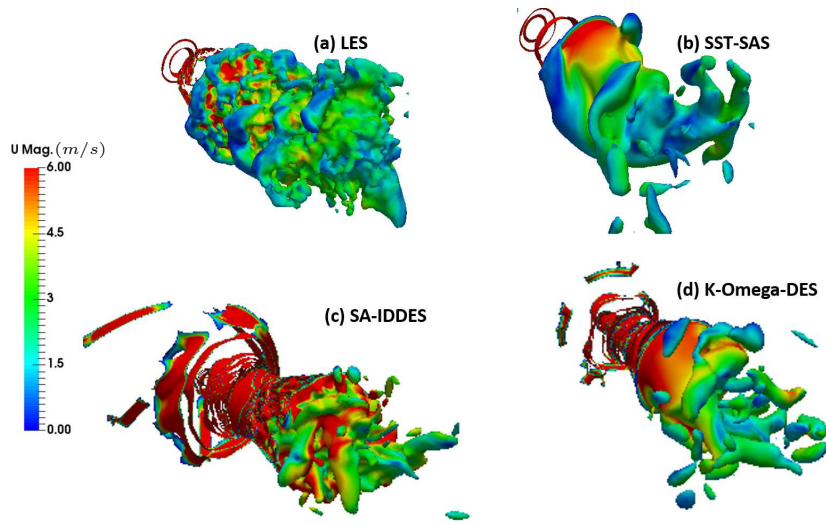 (a) LES
(b) SST-SAS
U Mag. (m/s)
6.00
4.5
3
1.5
0.00
(c) SA-IDDES
(d) K-Omega-DES